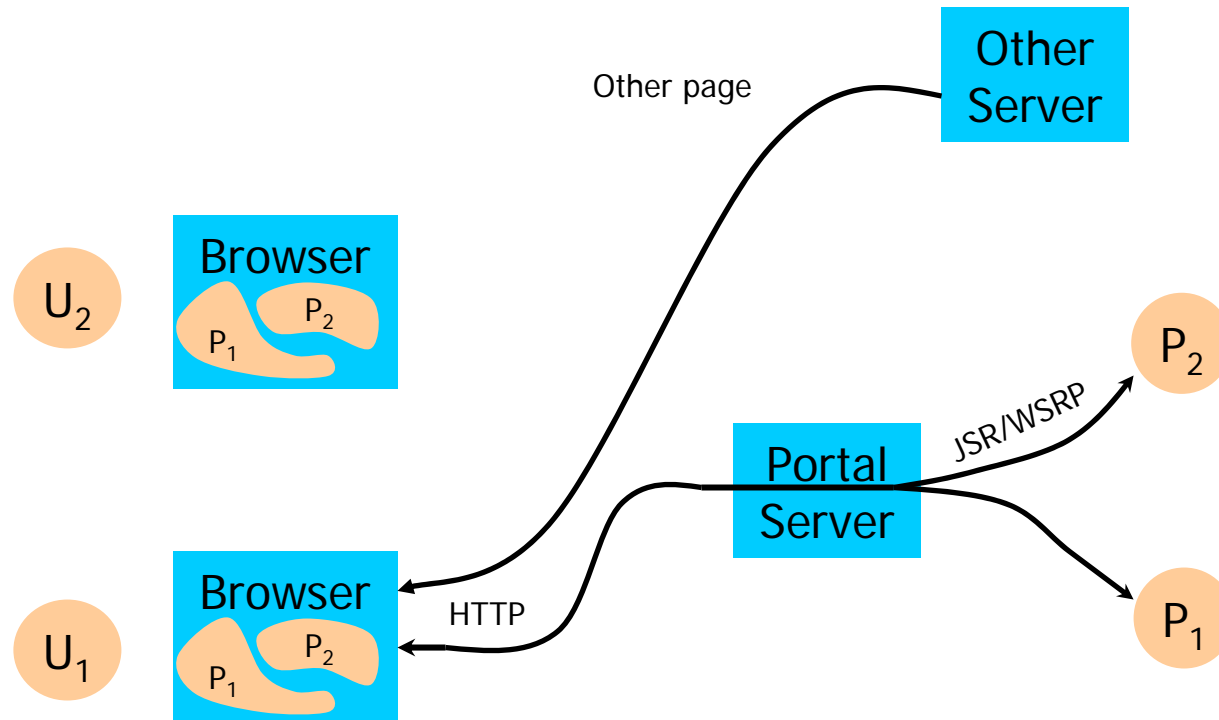 Other
Server
Other page
Browser
P₂
P₁
U₂
P₂
JSR/WSRP
Portal
Server
Browser
HTTP
P₂
P₁
U₁
P₁